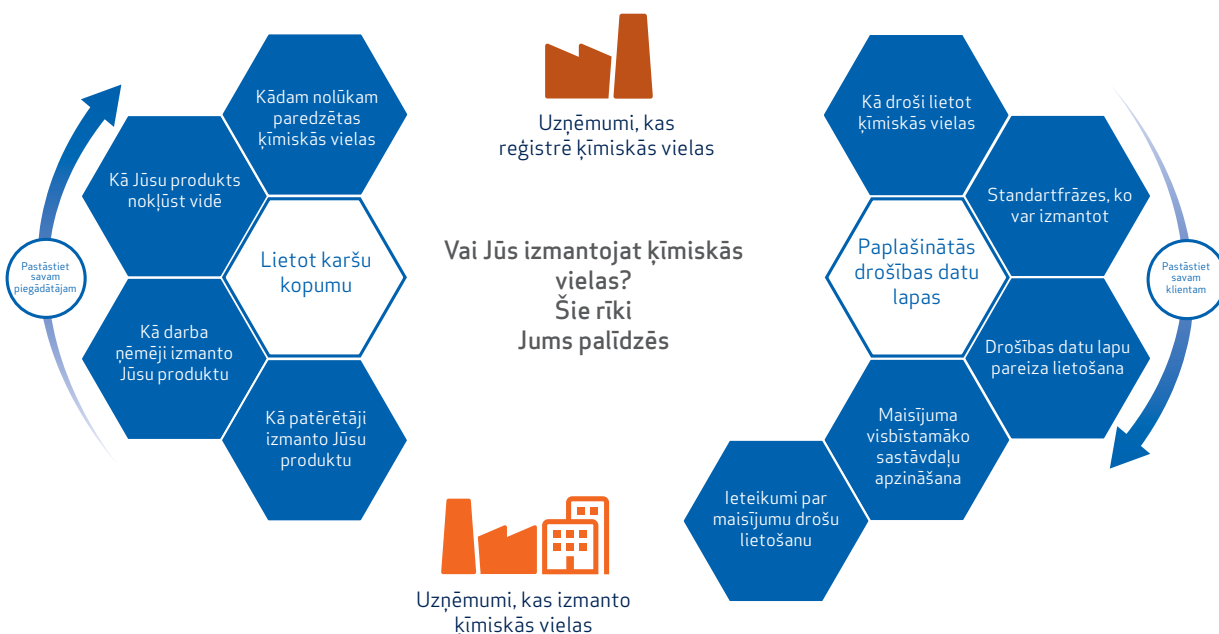 Kādam nolūkam
paredzētas
ķīmiskās vielas
Kā Jūsu produkts
nokļūst vidē
Lietot karšu
kopumu
Pastāstiet
savam
piegādātājam
Kā darba
ņēmēji izmanto
Jūsu produktu
Kā patērētāji
izmanto Jūsu
produktu
Uzņēmumi, kas
reģistrē ķīmiskās vielas
Vai Jūs izmantojat ķīmiskās
vielas?
Šie rīki
Jums palīdzēs
Uzņēmumi, kas izmanto
ķīmiskās vielas
Kā droši lietot
ķīmiskās vielas
Standartfrāzes, ko
var izmantot
Paplašinātās
drošības datu
lapas
Pastāstiet
savam
klientam
Drošības datu lapu
pareiza lietošana
Maisījuma
visbīstamāko
sastāvdaļu
apzināšana
Ieteikumi par
maisījumu drošu
lietošanu